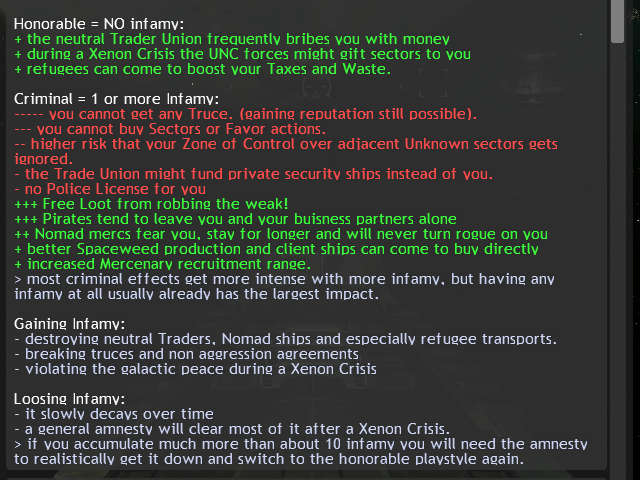 Honorable = NO infamy:
+ the neutral Trader Union frequently bribes you with money
+ during a Xenon Crisis the UNC forces might gift sectors to you
+ refugees can come to boost your Taxes and Waste.
Criminal = 1 or more Infamy:
----- you cannot get any Truce. (gaining reputation still possible).
--- you cannot buy Sectors or Favor actions.
-- higher risk that your Zone of Control over adjacent Unknown sectors gets
ignored.
- the Trade Union might fund private security ships instead of you.
- no Police License for you
+++ Free Loot from robbing the weak!
+++ Pirates tend to leave you and your buisness partners alone
++ Nomad mercs fear you, stay for longer and will never turn rogue on you
+ better Spaceweed production and client ships can come to buy directly
+ increased Mercenary recruitment range.
> most criminal effects get more intense with more infamy, but having any
infamy at all usually already has the largest impact.
Gaining Infamy:
- destroying neutral Traders, Nomad ships and especially refugee transports.
- breaking truces and non aggression agreements
- violating the galactic peace during a Xenon Crisis
Loosing Infamy:
- it slowly decays over time
- a general amnesty will clear most of it after a Xenon Crisis.
> if you accumulate much more than about 10 infamy you will need the amnesty
to realistically get it down and switch to the honorable playstyle again.